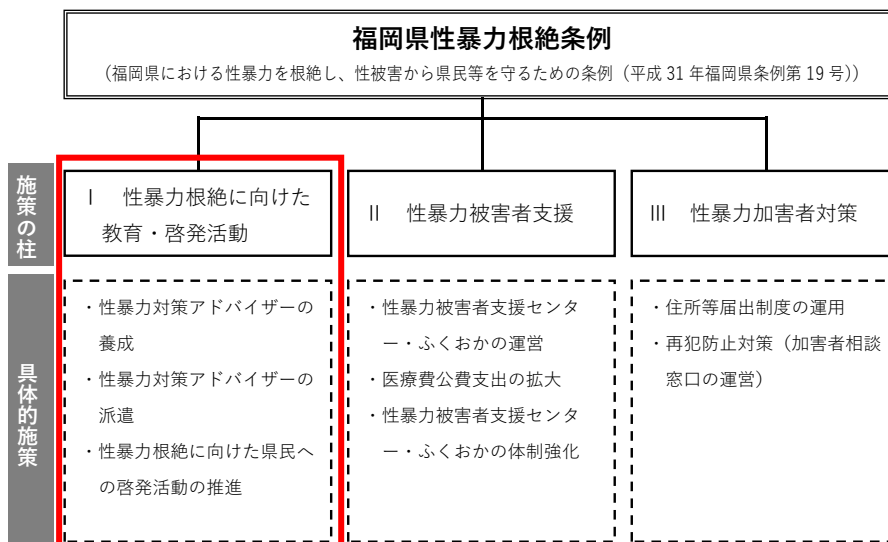 福岡県性暴力根絶条例
（福岡県における性暴力を根絶し、性被害から県民等を守るための条例（平成 31 年福岡県条例第 19 号））
施策の柱
Ⅰ　性暴力根絶に向けた
教育・啓発活動
Ⅱ　性暴力被害者支援
Ⅲ　性暴力加害者対策
具体的施策
・性暴力対策アドバイザーの
養成
・性暴力対策アドバイザーの
派遣
・性暴力根絶に向けた県民へ
の啓発活動の推進
・性暴力被害者支援センタ
ー・ふくおかの運営
・医療費公費支出の拡大
・性暴力被害者支援センタ
ー・ふくおかの体制強化
・住所等届出制度の運用
・再犯防止対策（加害者相談
窓口の運営）